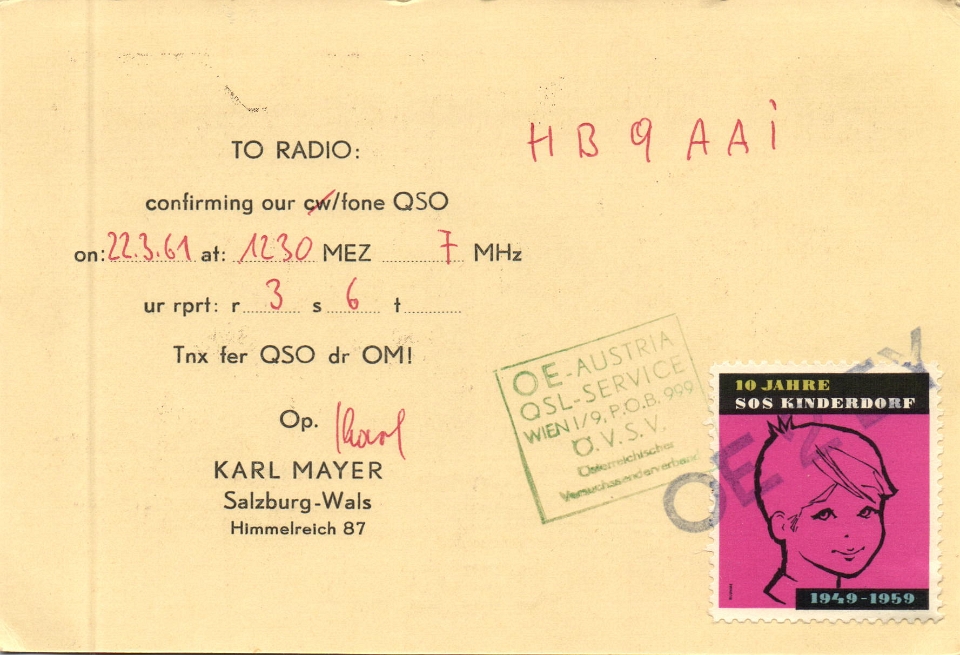 TO RADIO:
HB9AAI
confirming our cw/fone QSO
on: 22.3.61 at: 1230 MEZ 7 MHz
ur rprt: r 3 s 6 t
Tnx fer QSO dr OM!
Op. Karl
KARL MAYER
Salzburg-Wals
Himmelreich 87
OE-AUSTRIA
QSL-SERVICE
WIEN 1/9, P.O.B. 999
Ö.V.S.V.
Österreichischer
Versuchssenderverband
10 JAHRE
SOS KINDERDORF
1949-1959